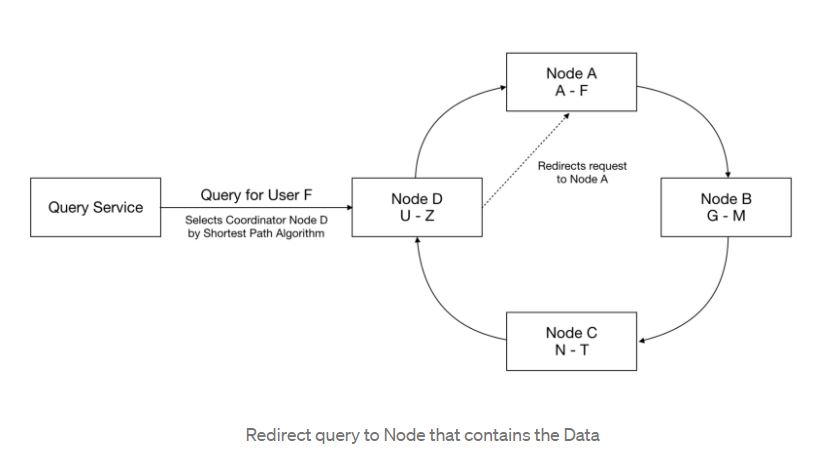 Node A
A - F
Redirects request
to Node A
Query Service
Query for User F
Selects Coordinator Node D
by Shortest Path Algorithm
Node D
U - Z
Node B
G - M
Node C
N - T
Redirect query to Node that contains the Data